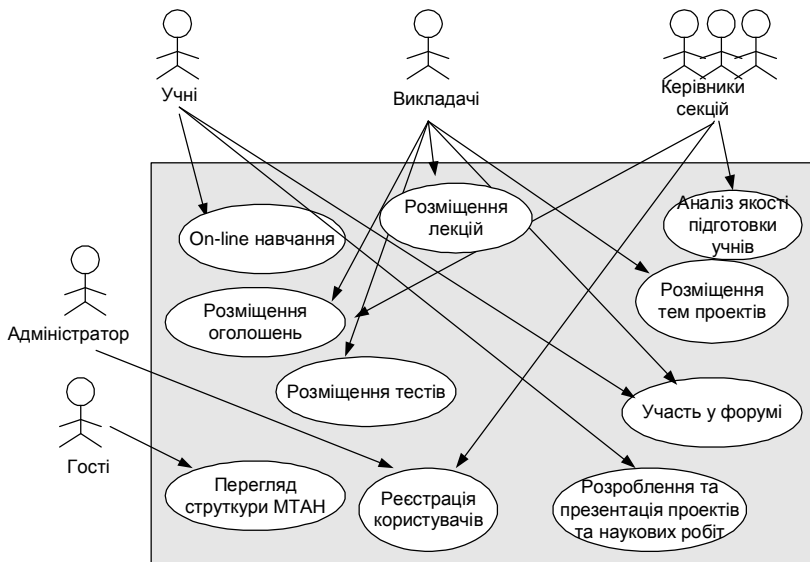 Учні
Викладачі
Керівники
секцій
On-line навчання
Розміщення
лекцій
Аналіз якості
підготовки
учнів
Адміністратор
Розміщення
оголошень
Розміщення
тем проектів
Розміщення тестів
Участь у форумі
Гості
Перегляд
струткури МТАН
Реєстрація
користувачів
Розроблення та
презентація проектів
та наукових робіт